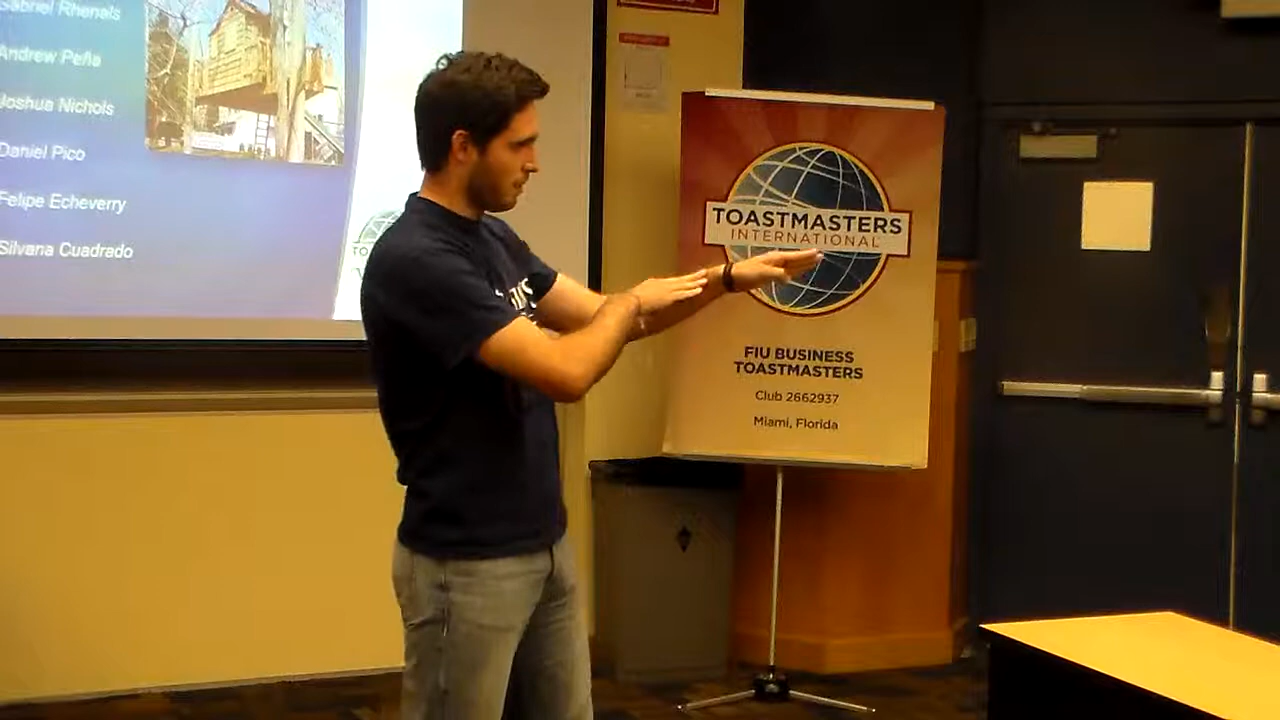 Gabriel Rhenals
Andrew Peña
Joshua Nichols
Daniel Pico
Felipe Echeverry
Silvana Cuadrado
TOASTMASTERS
INTERNATIONAL
FIU BUSINESS
TOASTMASTERS
Club 2662937
Miami, Florida